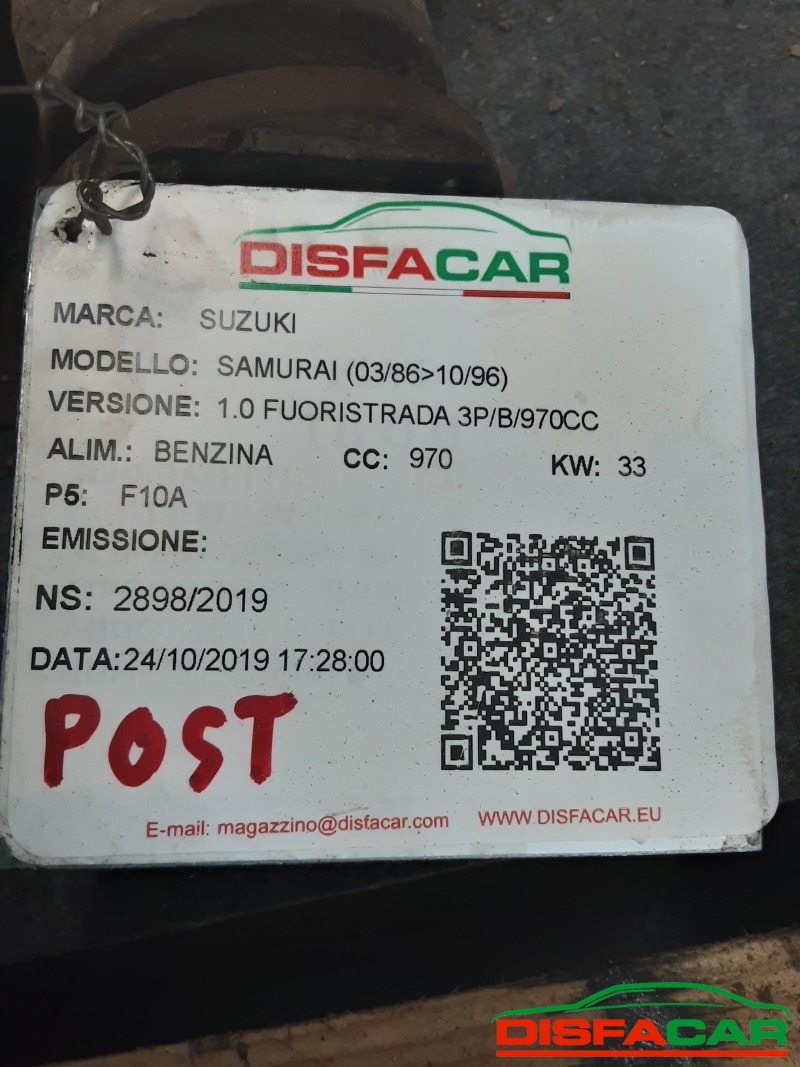 DISFACAR
MARCA: SUZUKI
MODELLO: SAMURAI (03/86>10/96)
VERSIONE: 1.0 FUORISTRADA 3P/B/970CC
ALIM.: BENZINA CC: 970 KW: 33
P5: F10A
EMISSIONE:
NS: 2898/2019
DATA:24/10/2019 17:28:00
POST
E-mail: magazzino@disfacar.com WWW.DISFACAR.EU
DISFACAR